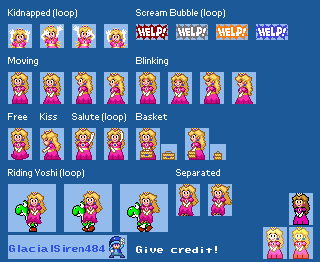 Kidnapped (loop) Scream Bubble (loop)
HELP! HELP! HELP! HELP!
Moving Blinking
Free Kiss Salute (loop) Basket
Riding Yoshi (loop) Separated
GlacialSiren484 Give credit!